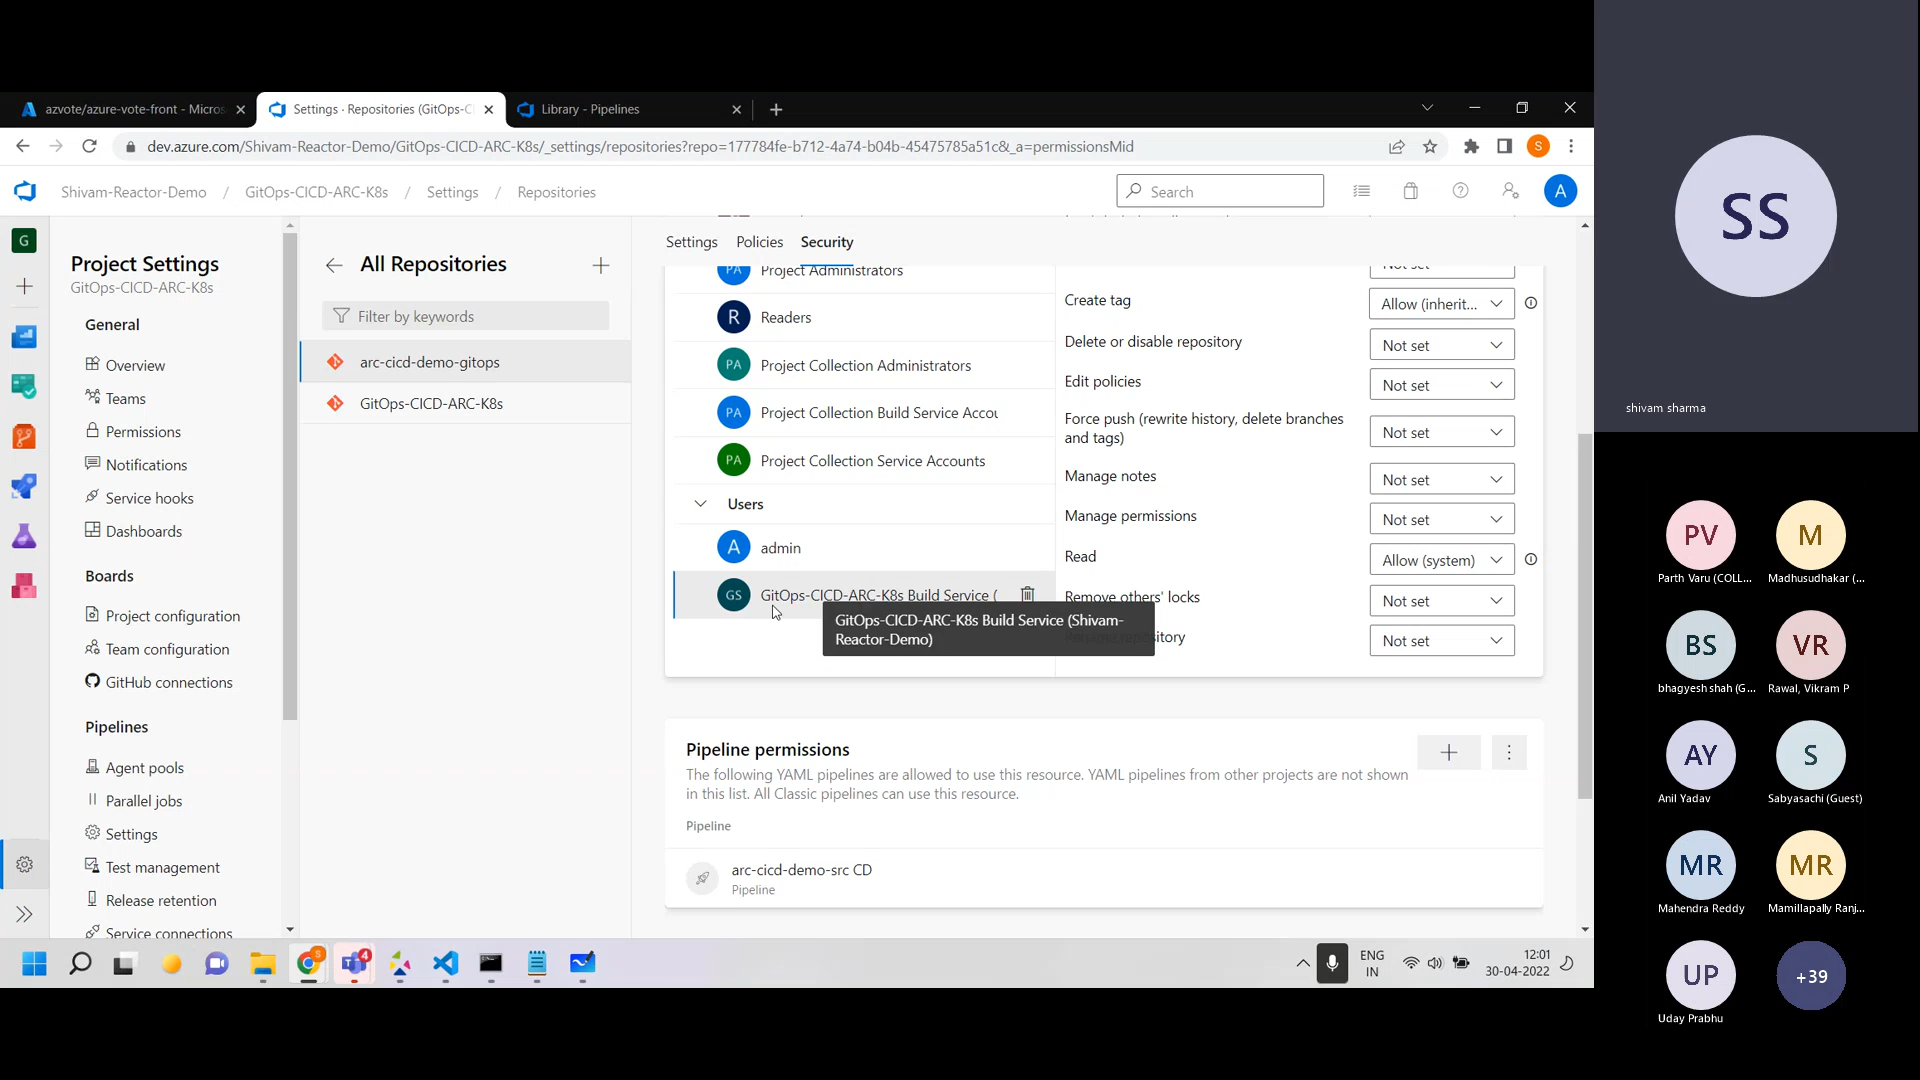 azvote/azure-vote-front - Micros
Settings · Repositories (GitOps-C
Library - Pipelines
dev.azure.com/Shivam-Reactor-Demo/GitOps-CICD-ARC-K8s/_settings/repositories?repo=177784fe-b712-4a74-b04b-45475785a51c&_a=permissionsMid
S
Shivam-Reactor-Demo / GitOps-CICD-ARC-K8s / Settings / Repositories
Search
A
G
Project Settings
GitOps-CICD-ARC-K8s
General
Overview
Teams
Permissions
Notifications
Service hooks
Dashboards
Boards
Project configuration
Team configuration
GitHub connections
Pipelines
Agent pools
Parallel jobs
Settings
Test management
Release retention
Service connections
All Repositories
Filter by keywords
arc-cicd-demo-gitops
GitOps-CICD-ARC-K8s
Settings Policies Security
PA Project Administrators
R Readers
PA Project Collection Administrators
PA Project Collection Build Service Accou
PA Project Collection Service Accounts
Users
A admin
GS GitOps-CICD-ARC-K8s Build Service (
GitOps-CICD-ARC-K8s Build Service (Shivam-
Reactor-Demo)
Not set
Create tag Allow (inherit...
Delete or disable repository Not set
Edit policies Not set
Force push (rewrite history, delete branches
and tags) Not set
Manage notes Not set
Manage permissions Not set
Read Allow (system)
Remove others' locks Not set
Not set
Pipeline permissions
The following YAML pipelines are allowed to use this resource. YAML pipelines from other projects are not shown
in this list. All Classic pipelines can use this resource.
Pipeline
arc-cicd-demo-src CD
Pipeline
S
4
ENG
IN
12:01
30-04-2022
SS
shivam sharma
PV
Parth Varu (COLL...
M
Madhusudhakar (...
BS
bhagyesh shah (G...
VR
Rawal, Vikram P
AY
Anil Yadav
S
Sabyasachi (Guest)
MR
Mahendra Reddy
MR
Mamillapally Ranj...
UP
Uday Prabhu
+39